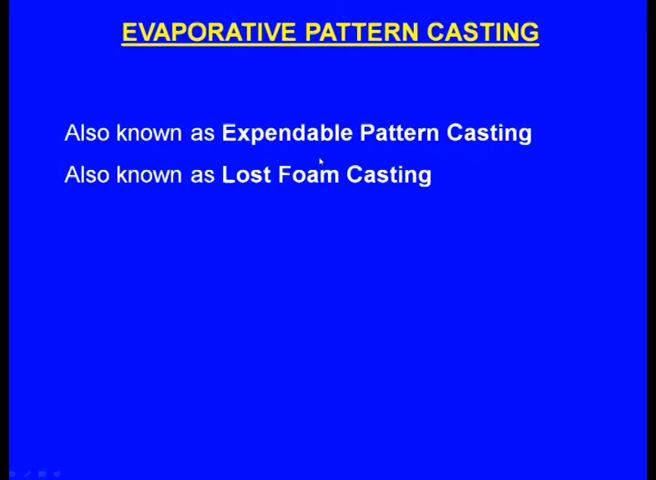 EVAPORATIVE PATTERN CASTING
Also known as Expendable Pattern Casting
Also known as Lost Foam Casting